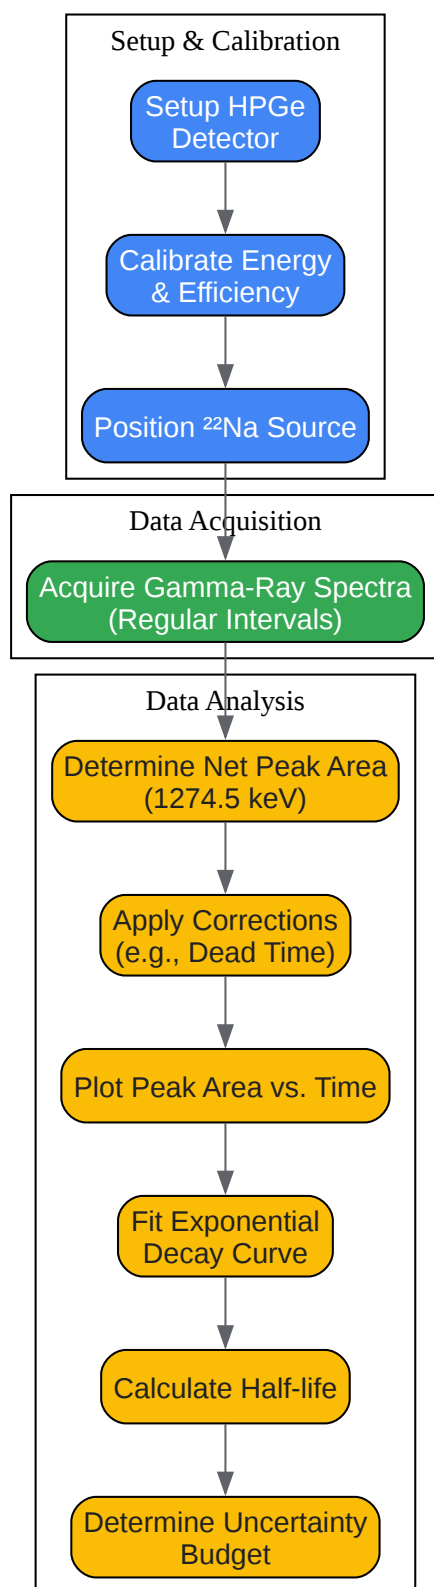 Setup & Calibration
Setup HPGe
Detector
Calibrate Energy
& Efficiency
Position ²²Na Source
Data Acquisition
Acquire Gamma-Ray Spectra
(Regular Intervals)
Data Analysis
Determine Net Peak Area
(1274.5 keV)
Apply Corrections
(e.g., Dead Time)
Plot Peak Area vs. Time
Fit Exponential
Decay Curve
Calculate Half-life
Determine Uncertainty
Budget